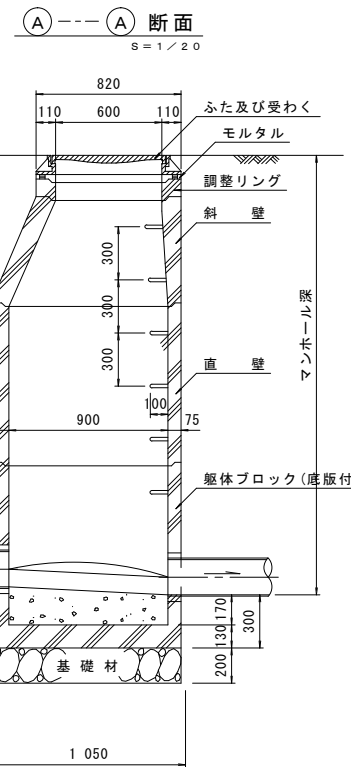 A A 断面
S=1/20
820
110 600 110
ふた及び受わく
モルタル
調整リング
斜 壁
300
300
300
マンホール深
直 壁
100
900 75
躯体ブロック(底版付
170
130
300
200
基礎材
1 050